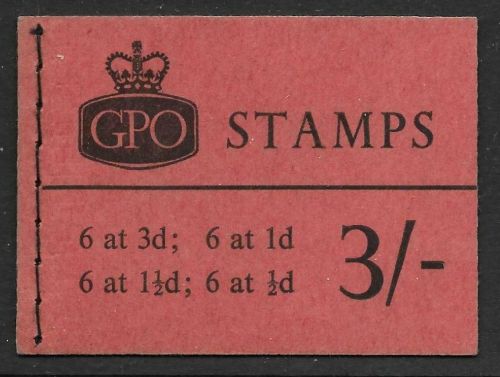 GPO STAMPS
6 at 3d; 6 at 1d
6 at 1½d; 6 at ½d
3/-